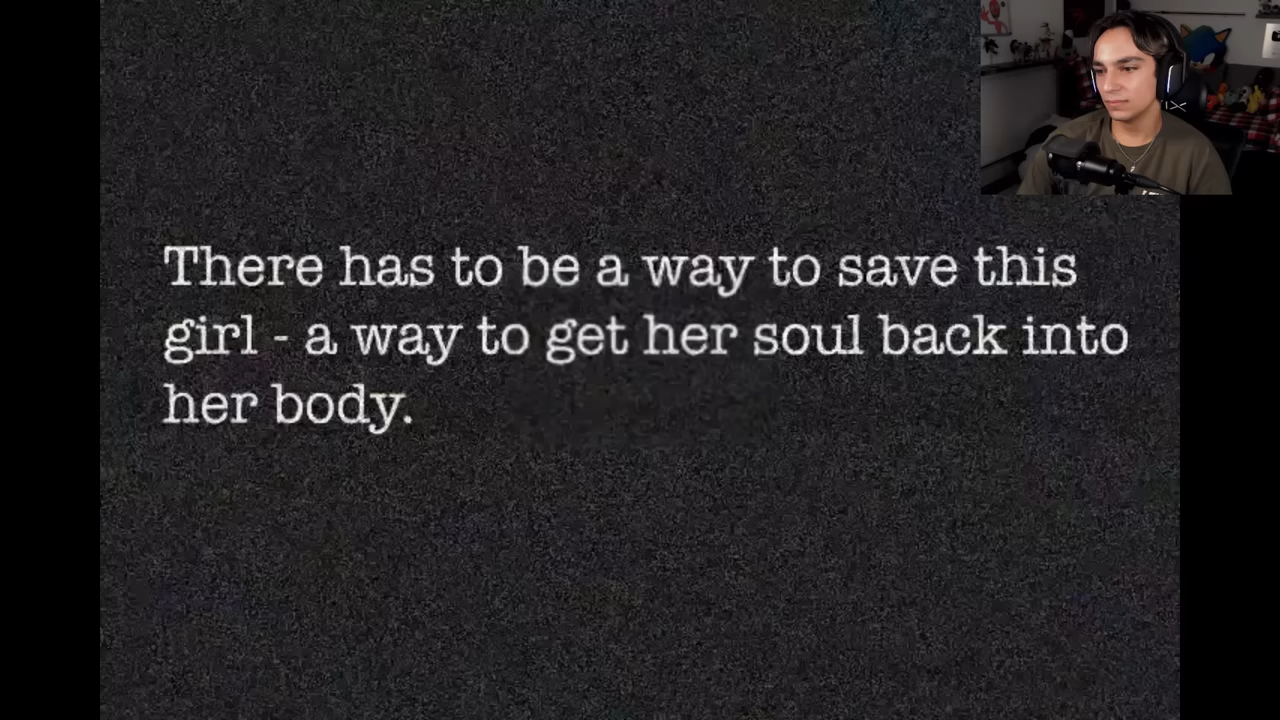 There has to be a way to save this
girl - a way to get her soul back into
her body.